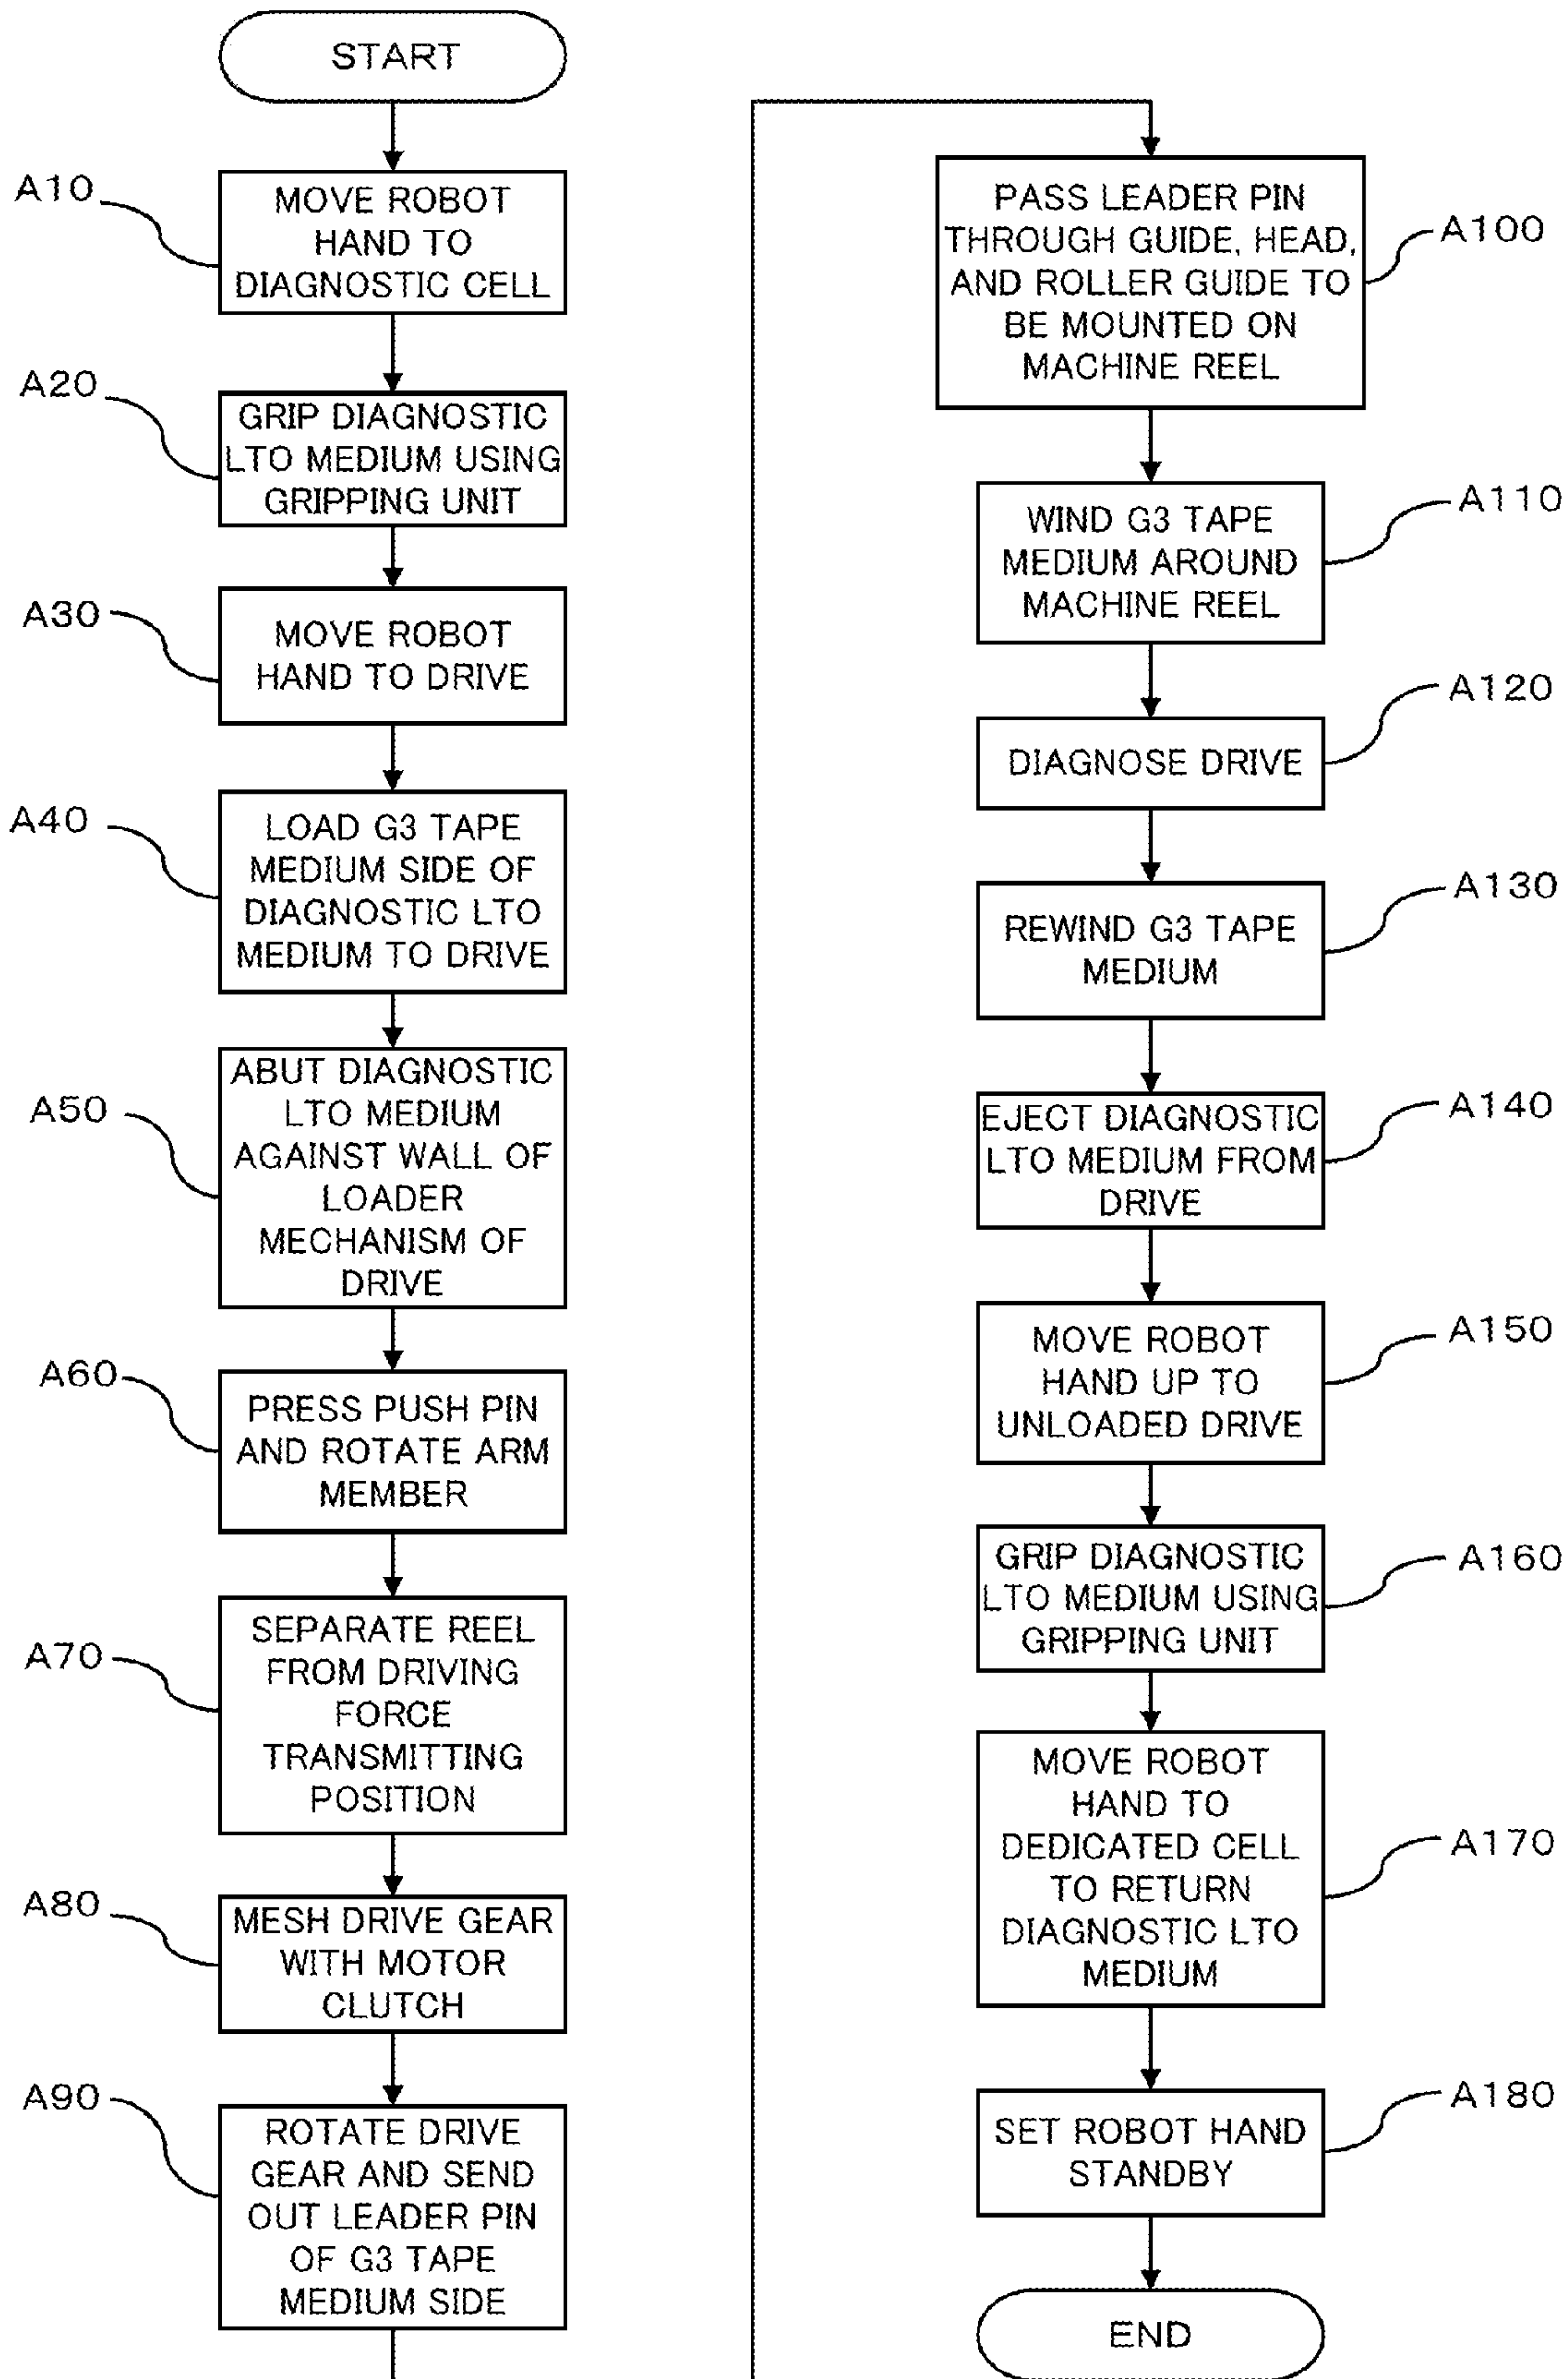 START
A10
MOVE ROBOT
HAND TO
DIAGNOSTIC CELL
A20
GRIP DIAGNOSTIC
LTO MEDIUM USING
GRIPPING UNIT
A30
MOVE ROBOT
HAND TO DRIVE
A40
LOAD G3 TAPE
MEDIUM SIDE OF
DIAGNOSTIC LTO
MEDIUM TO DRIVE
A50
ABUT DIAGNOSTIC
LTO MEDIUM
AGAINST WALL OF
LOADER
MECHANISM OF
DRIVE
A60
PRESS PUSH PIN
AND ROTATE ARM
MEMBER
A70
SEPARATE REEL
FROM DRIVING
FORCE
TRANSMITTING
POSITION
A80
MESH DRIVE GEAR
WITH MOTOR
CLUTCH
A90
ROTATE DRIVE
GEAR AND SEND
OUT LEADER PIN
OF G3 TAPE
MEDIUM SIDE
PASS LEADER PIN
THROUGH GUIDE, HEAD,
AND ROLLER GUIDE TO
BE MOUNTED ON
MACHINE REEL
A100
WIND G3 TAPE
MEDIUM AROUND
MACHINE REEL
A110
DIAGNOSE DRIVE
A120
REWIND G3 TAPE
MEDIUM
A130
EJECT DIAGNOSTIC
LTO MEDIUM FROM
DRIVE
A140
MOVE ROBOT
HAND UP TO
UNLOADED DRIVE
A150
GRIP DIAGNOSTIC
LTO MEDIUM USING
GRIPPING UNIT
A160
MOVE ROBOT
HAND TO
DEDICATED CELL
TO RETURN
DIAGNOSTIC LTO
MEDIUM
A170
SET ROBOT HAND
STANDBY
A180
END